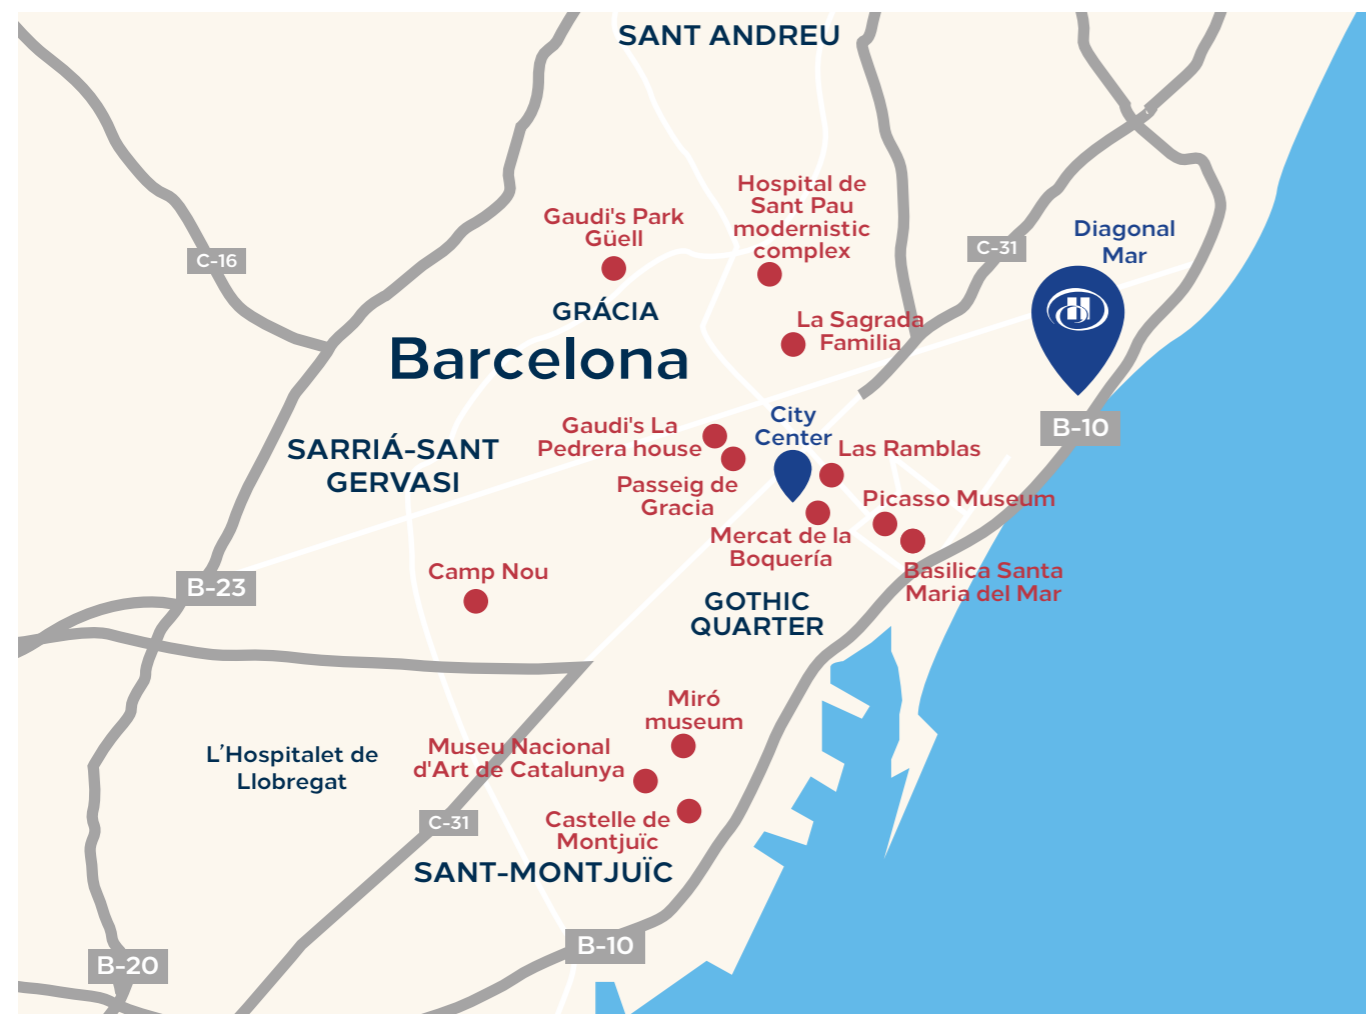 SANT ANDREU
Hospital de
Sant Pau
modernistic
complex
Gaudi's Park
Güell
Diagonal
Mar
C-31
C-16
GRÁCIA
La Sagrada
Familia
Barcelona
City
Center
Gaudi's La
Pedrera house
B-10
SARRIÁ-SANT
GERVASI
Las Ramblas
Passeig de
Gracia
Picasso Museum
Mercat de la
Boquería
Camp Nou
Basilica Santa
Maria del Mar
B-23
GOTHIC
QUARTER
Miró
museum
Museu Nacional
d'Art de Catalunya
L'Hospitalet de
Llobregat
C-31
Castelle de
Montjuïc
SANT-MONTJUÏC
B-10
B-20